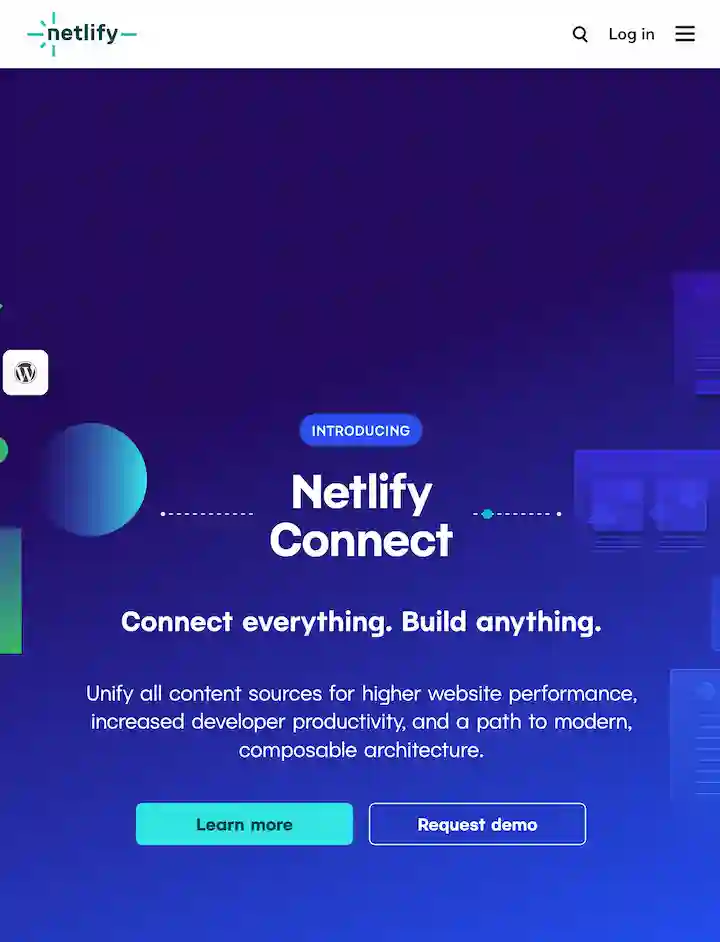 netlify
Log in
INTRODUCING
Netlify
Connect
Connect everything. Build anything.
Unify all content sources for higher website performance,
increased developer productivity, and a path to modern,
composable architecture.
Learn more
Request demo